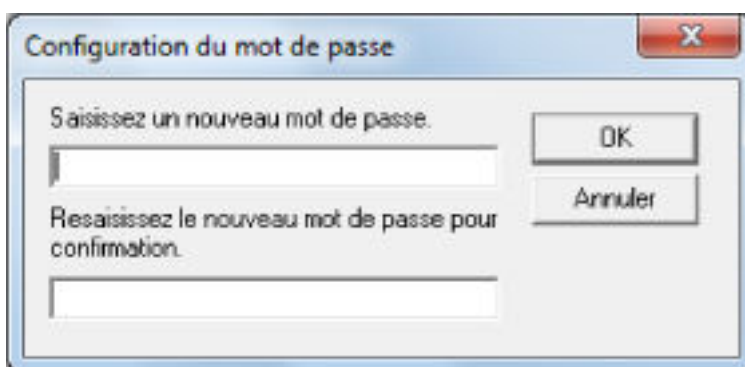 Configuration du mot de passe
Saisissez un nouveau mot de passe.
OK
Annuler
Resaisissez le nouveau mot de passe pour
confirmation.